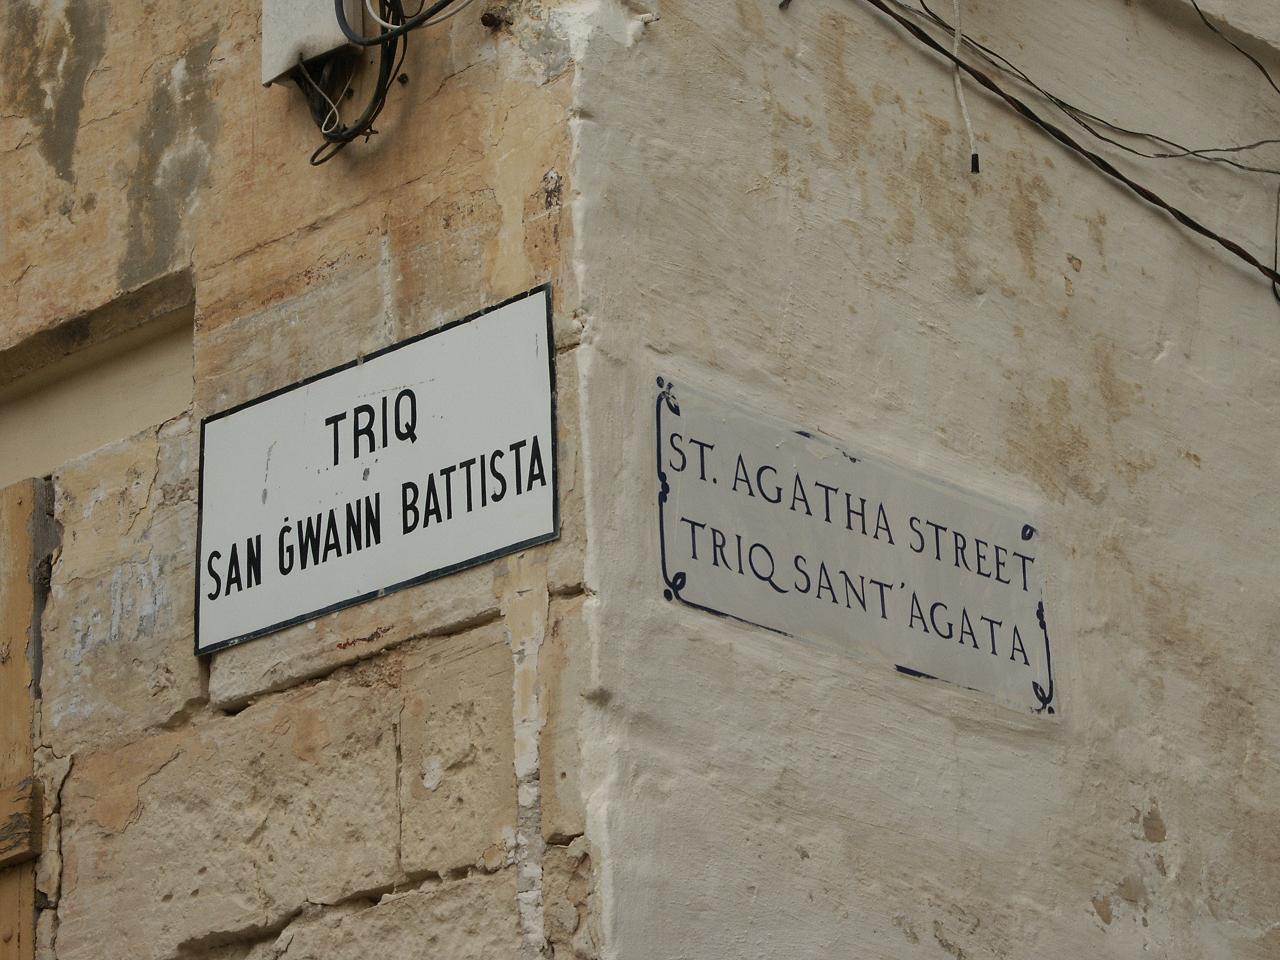 TRIQ
SAN ĠWANN BATTISTA
ST. AGATHA STREET
TRIQ SANT'AGATA